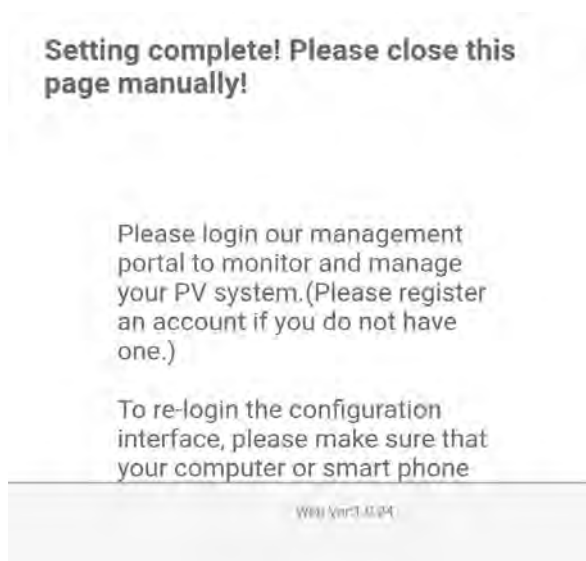 Setting complete! Please close this
page manually!
Please login our management
portal to monitor and manage
your PV system.(Please register
an account if you do not have
one.)
To re-login the configuration
interface, please make sure that
your computer or smart phone